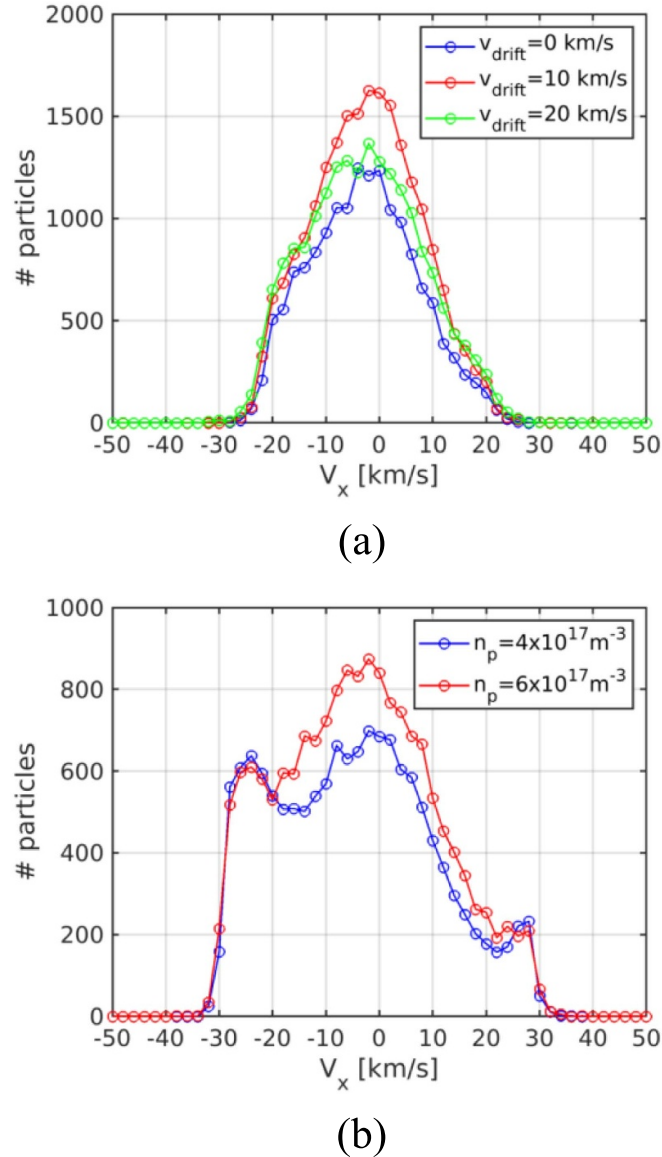 2000
1500
1000
500
0
# particles
v_drift=0 km/s
v_drift=10 km/s
v_drift=20 km/s
-50 -40 -30 -20 -10 0 10 20 30 40 50
V_x [km/s]
(a)
1000
800
600
400
200
0
# particles
n_p=4x10^17m^-3
n_p=6x10^17m^-3
-50 -40 -30 -20 -10 0 10 20 30 40 50
V_x [km/s]
(b)